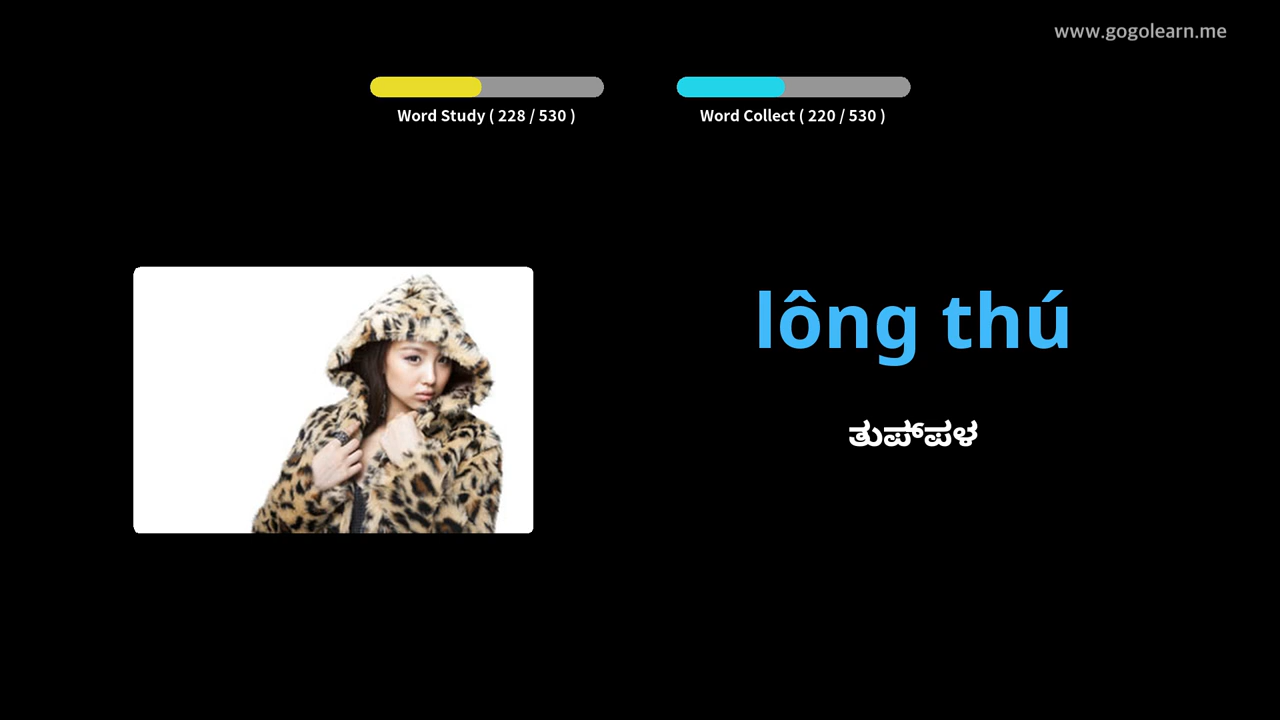 www.gogolearn.me
Word Study ( 228 / 530 )
Word Collect ( 220 / 530 )
lông thú
ತುಪ್ಪಳ